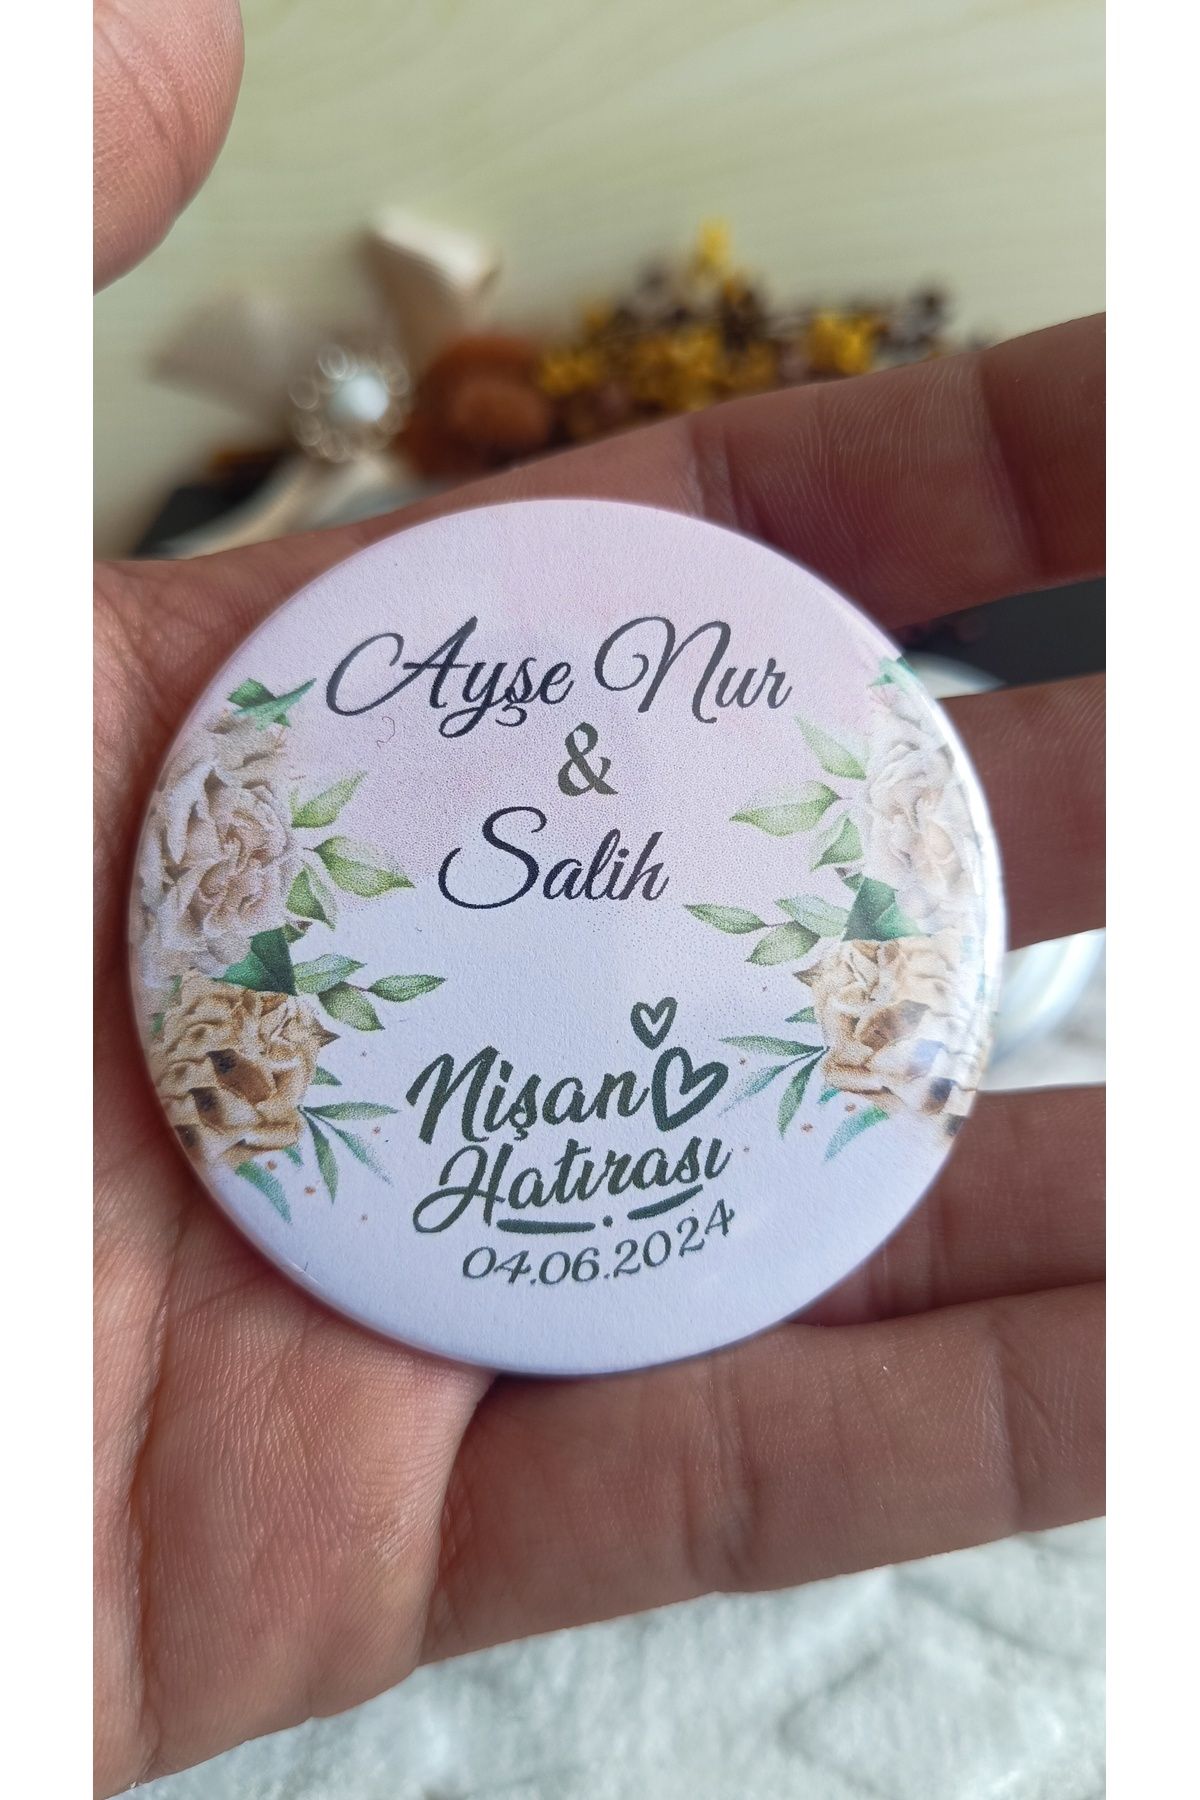 Ayşe Nur
&
Salih
Nişan
Hatırası
04.06.2024